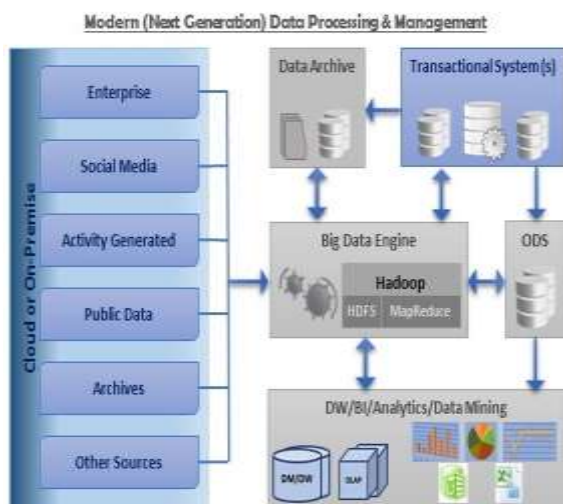 Modern (Next Generation) Data Processing & Management
Cloud or On-Premise
Enterprise
Social Media
Activity Generated
Public Data
Archives
Other Sources
Data Archive
Transactional System(s)
Big Data Engine
Hadoop
HDFS
MapReduce
ODS
DW/BI/Analytics/Data Mining
DM/DW
OLAP